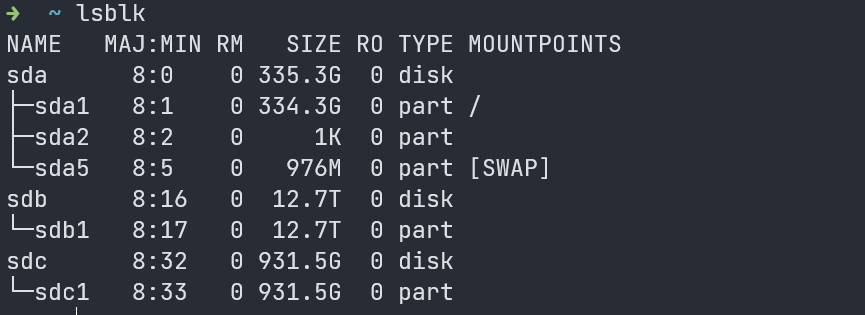 ➜  ~ lsblk
NAME   MAJ:MIN RM   SIZE RO TYPE MOUNTPOINTS
sda      8:0    0 335.3G  0 disk
├─sda1   8:1    0 334.3G  0 part /
├─sda2   8:2    0     1K  0 part
└─sda5   8:5    0   976M  0 part [SWAP]
sdb      8:16   0  12.7T  0 disk
└─sdb1   8:17   0  12.7T  0 part
sdc      8:32   0 931.5G  0 disk
└─sdc1   8:33   0 931.5G  0 part